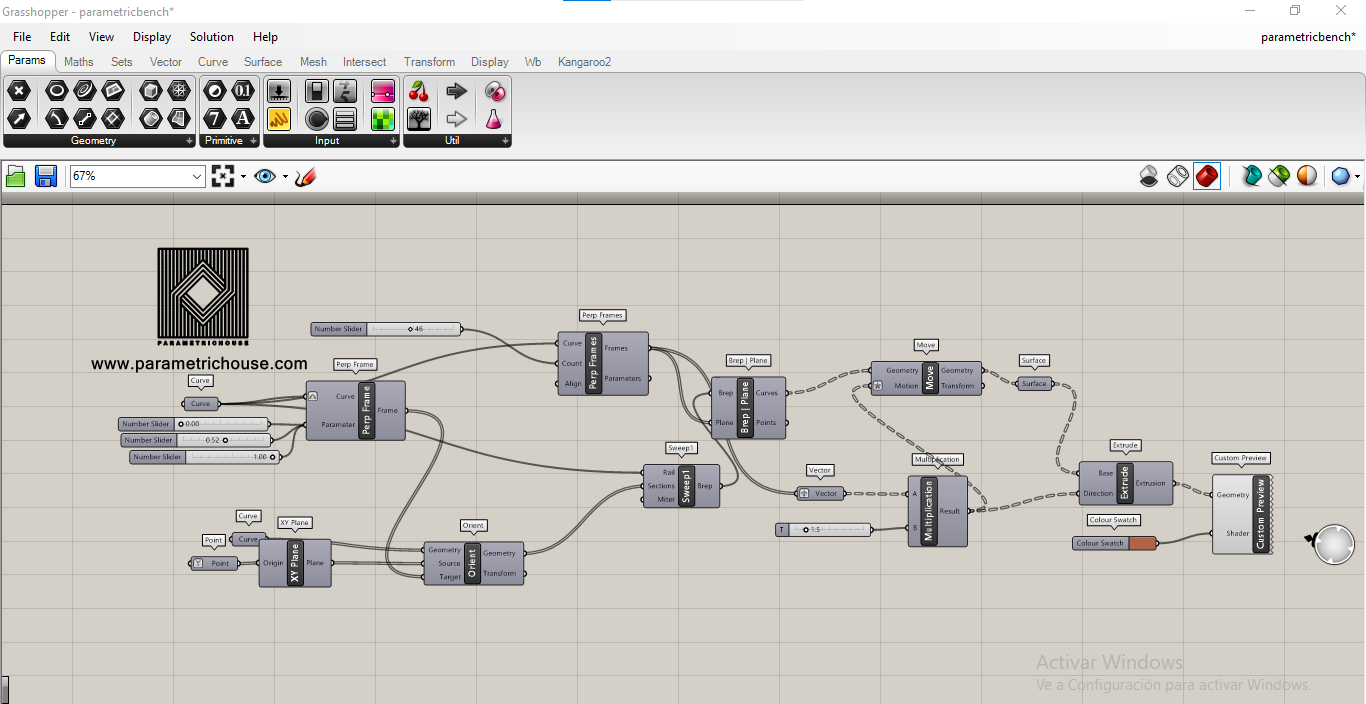 Grasshopper - parametricbench*
File Edit View Display Solution Help
parametricbench*
Params Maths Sets Vector Curve Surface Mesh Intersect Transform Display Wb Kangaroo2
Geometry Primitive Input Util
67%
PARAMETRICHOUSE
www.parametrichouse.com
Curve
Curve
Number Slider 0.00
Number Slider 0.52
Number Slider 1.00
Perp Frame
Curve
Parameter
Perp Frame
Frame
Number Slider 46
Perp Frames
Curve
Count
Align
Perp Frames
Frames
Parameters
Curve
Curve
Point
Point
XY Plane
Origin
XY Plane
Plane
Orient
Geometry
Source
Target
Orient
Geometry
Transform
Sweep1
Rail
Sections
Miter
Sweep1
Brep
Brep | Plane
Brep
Plane
Brep | Plane
Curves
Points
Vector
Vector
T 1.5
Multiplication
A
B
Multiplication
Result
Move
Geometry
Motion
Move
Geometry
Transform
Surface
Surface
Extrude
Base
Direction
Extrude
Extrusion
Colour Swatch
Colour Swatch
Custom Preview
Geometry
Shader
Custom Preview
Activar Windows
Ve a Configuración para activar Windows.